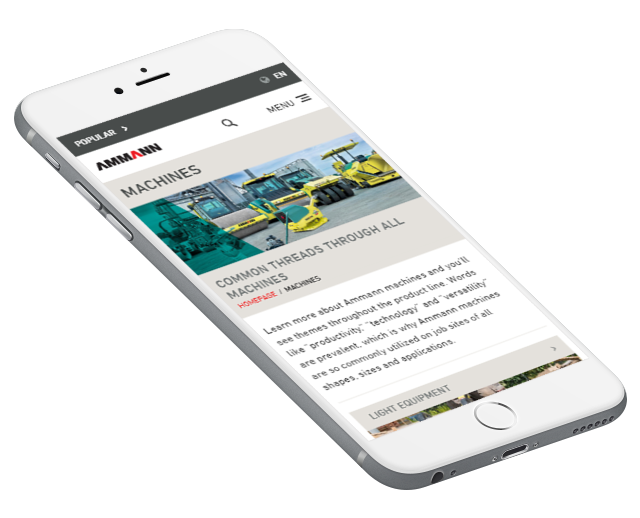 POPULAR > EN
AMMANN MENU
MACHINES
COMMON THREADS THROUGH ALL
MACHINES
HOMEPAGE / MACHINES
Learn more about Ammann machines and you'll
see themes throughout the product line. Words
like "productivity," "technology" and "versatility"
are prevalent, which is why Ammann machines
are so commonly utilized on job sites of all
shapes, sizes and applications.
LIGHT EQUIPMENT >